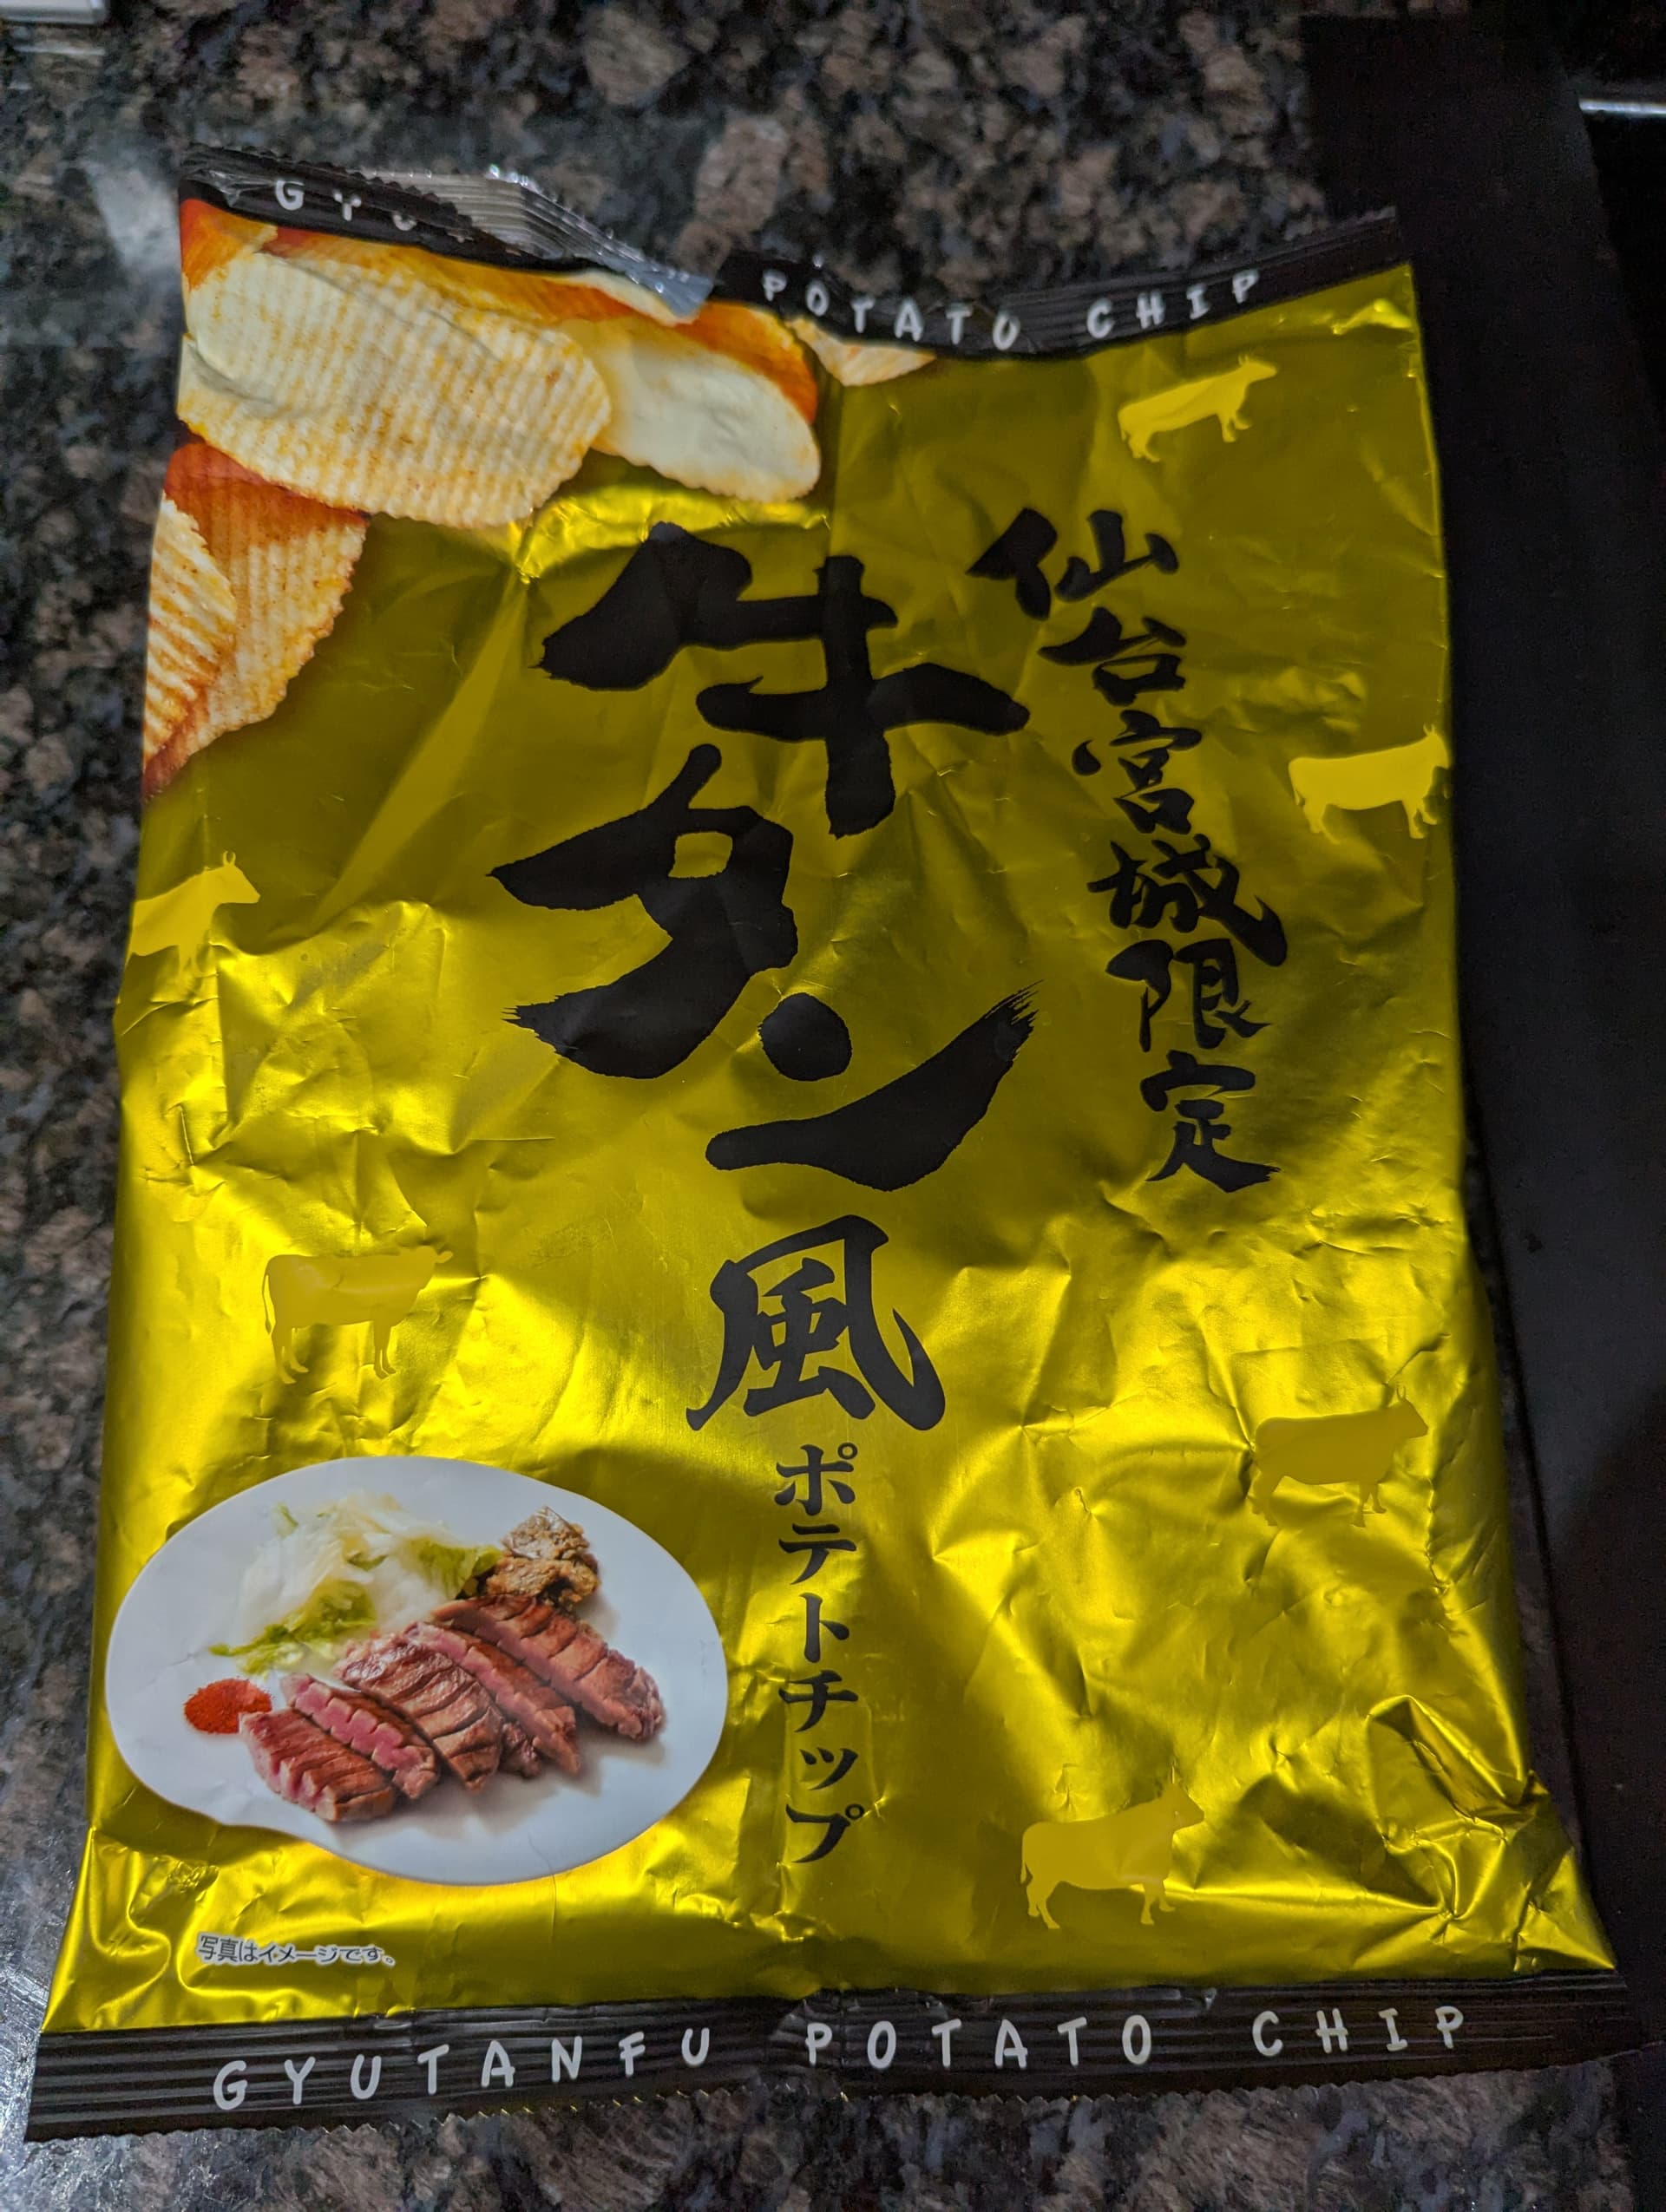 POTATO CHIP
仙台宮城限定
牛タン風
ポテトチップ
写真はイメージです。
GYUTANFU POTATO CHIP